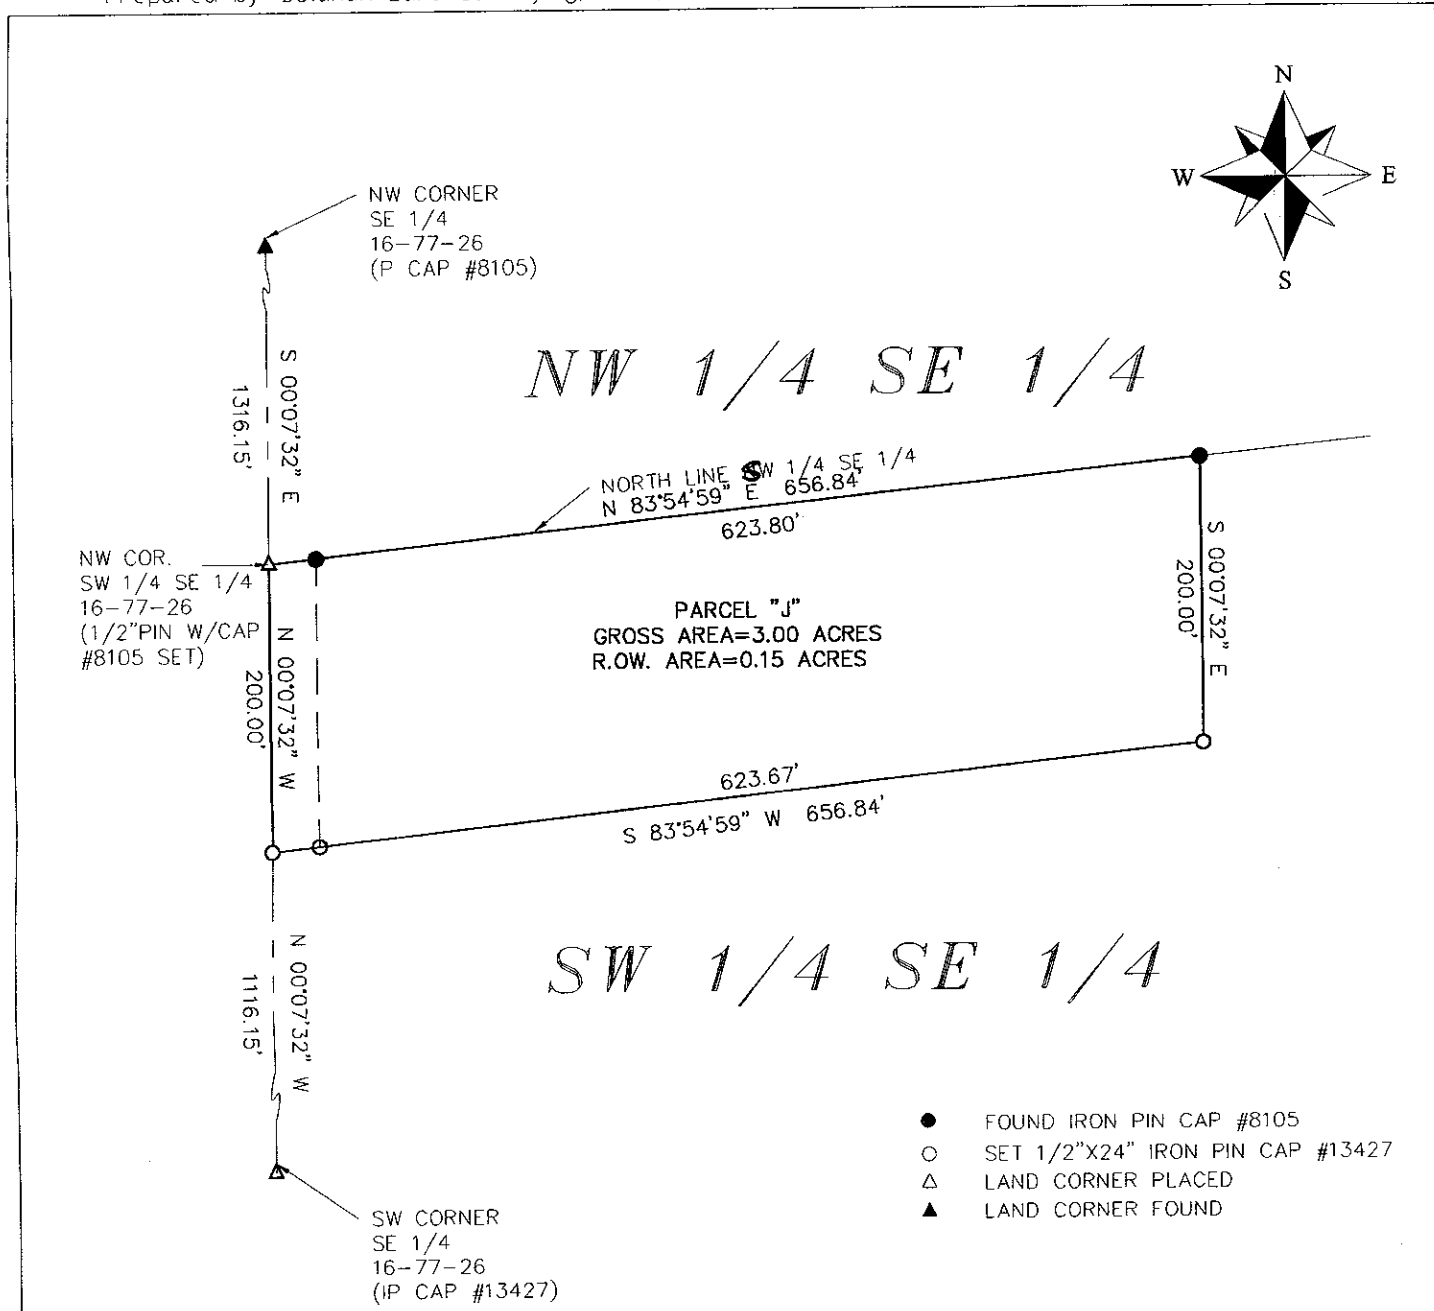 Prepared by
N
W
E
S
NW CORNER
SE 1/4
16-77-26
(P CAP #8105)
S 00°07'32" E
1316.15'
NW 1/4 SE 1/4
NORTH LINE SW 1/4 SE 1/4
N 83°54'59" E 656.84'
623.80'
NW COR.
SW 1/4 SE 1/4
16-77-26
(1/2"PIN W/CAP
#8105 SET)
N 00°07'32" W
200.00'
PARCEL "J"
GROSS AREA=3.00 ACRES
R.OW. AREA=0.15 ACRES
S 00°07'32" E
200.00'
623.67'
S 83°54'59" W 656.84'
SW 1/4 SE 1/4
N 00°07'32" W
1116.15'
FOUND IRON PIN CAP #8105
SET 1/2"X24" IRON PIN CAP #13427
LAND CORNER PLACED
LAND CORNER FOUND
SW CORNER
SE 1/4
16-77-26
(IP CAP #13427)